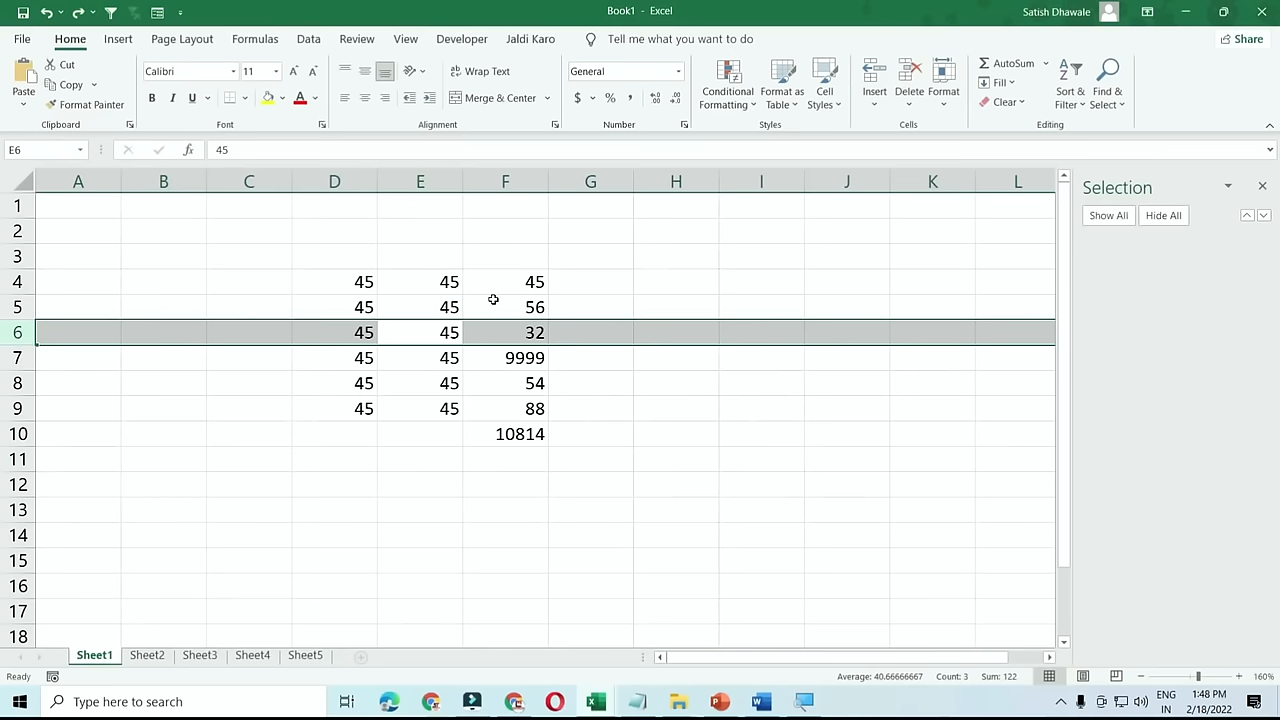 Book1 - Excel
Satish Dhawale
File Home Insert Page Layout Formulas Data Review View Developer Jaldi Karo Tell me what you want to do Share
Paste
Cut
Copy
Format Painter
Clipboard
Calibri 11
B I U
Font
Wrap Text
Merge & Center
Alignment
General
$ % ,
Number
Conditional Formatting
Format as Table
Cell Styles
Styles
Insert Delete Format
Cells
AutoSum
Fill
Clear
Sort & Filter
Find & Select
Editing
E6 fx 45
A B C D E F G H I J K L
1
2
3
4 45 45 45
5 45 45 56
6 45 45 32
7 45 45 9999
8 45 45 54
9 45 45 88
10 10814
11
12
13
14
15
16
17
18
Selection
Show All Hide All
Sheet1 Sheet2 Sheet3 Sheet4 Sheet5
Ready Average: 40.66666667 Count: 3 Sum: 122 160%
Type here to search
ENG IN
1:48 PM
2/18/2022